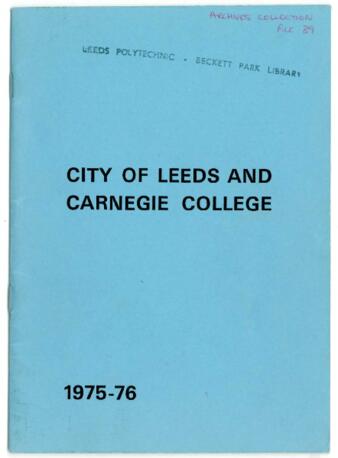 ARCHIVES COLLECTION
FILE 89
LEEDS POLYTECHNIC - BECKETT PARK LIBRARY
CITY OF LEEDS AND
CARNEGIE COLLEGE
1975-76